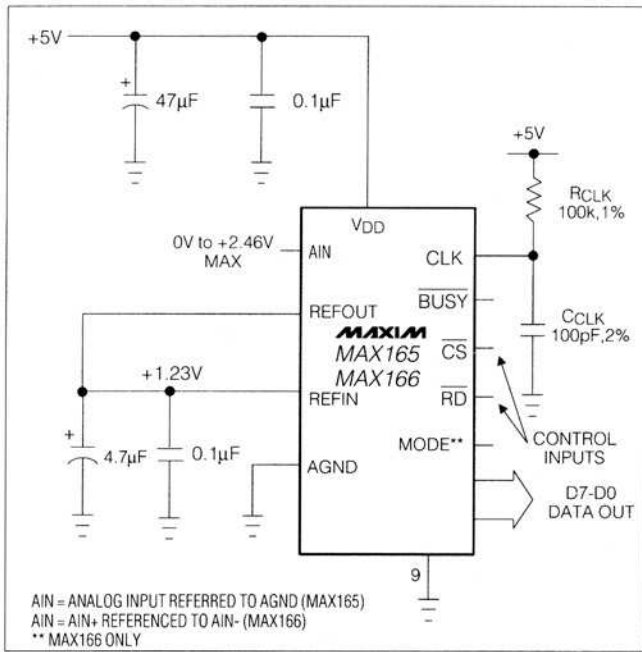 +5V
+
47µF
0.1µF
+5V
RCLK
100k,1%
VDD
0V to +2.46V
MAX
AIN
CLK
BUSY
CCLK
100pF,2%
REFOUT
MAXIM
MAX165
MAX166
CS
+1.23V
REFIN
RD
+
4.7µF
0.1µF
MODE**
CONTROL
INPUTS
AGND
D7-D0
DATA OUT
9
AIN = ANALOG INPUT REFERRED TO AGND (MAX165)
AIN = AIN+ REFERENCED TO AIN- (MAX166)
** MAX166 ONLY